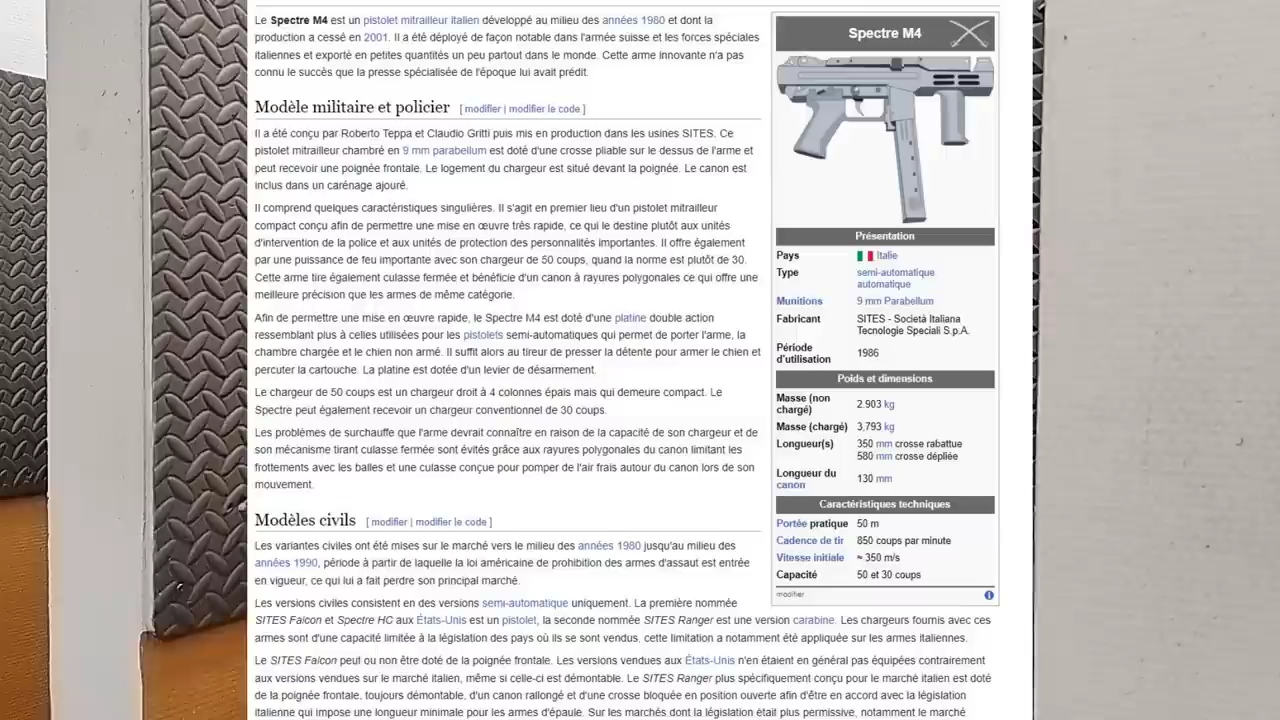 Le Spectre M4 est un pistolet mitrailleur italien développé au milieu des années 1980 et dont la
production a cessé en 2001. Il a été déployé de façon notable dans l'armée suisse et les forces spéciales
italiennes et exporté en petites quantités un peu partout dans le monde. Cette arme innovante n'a pas
connu le succès que la presse spécialisée de l'époque lui avait prédit.
Modèle militaire et policier [ modifier | modifier le code ]
Il a été conçu par Roberto Teppa et Claudio Gritti puis mis en production dans les usines SITES. Ce
pistolet mitrailleur chambré en 9 mm parabellum est doté d'une crosse pliable sur le dessus de l'arme et
peut recevoir une poignée frontale. Le logement du chargeur est situé devant la poignée. Le canon est
inclus dans un carénage ajouré.
Il comprend quelques caractéristiques singulières. Il s'agit en premier lieu d'un pistolet mitrailleur
compact conçu afin de permettre une mise en œuvre très rapide, ce qui le destine plutôt aux unités
d'intervention de la police et aux unités de protection des personnalités importantes. Il offre également
par une puissance de feu importante avec son chargeur de 50 coups, quand la norme est plutôt de 30.
Cette arme tire également culasse fermée et bénéficie d'un canon à rayures polygonales ce qui offre une
meilleure précision que les armes de même catégorie.
Afin de permettre une mise en œuvre rapide, le Spectre M4 est doté d'une platine double action
ressemblant plus à celles utilisées pour les pistolets semi-automatiques qui permet de porter l'arme, la
chambre chargée et le chien non armé. Il suffit alors au tireur de presser la détente pour armer le chien et
percuter la cartouche. La platine est dotée d'un levier de désarmement.
Le chargeur de 50 coups est un chargeur droit à 4 colonnes épais mais qui demeure compact. Le
Spectre peut également recevoir un chargeur conventionnel de 30 coups.
Les problèmes de surchauffe que l'arme devrait connaître en raison de la capacité de son chargeur et de
son mécanisme tirant culasse fermée sont évités grâce aux rayures polygonales du canon limitant les
frottements avec les balles et une culasse conçue pour pomper de l'air frais autour du canon lors de son
mouvement.
Modèles civils [ modifier | modifier le code ]
Les variantes civiles ont été mises sur le marché vers le milieu des années 1980 jusqu'au milieu des
années 1990, période à partir de laquelle la loi américaine de prohibition des armes d'assaut est entrée
en vigueur, ce qui lui a fait perdre son principal marché.
Les versions civiles consistent en des versions semi-automatique uniquement. La première nommée
SITES Falcon et Spectre HC aux États-Unis est un pistolet, la seconde nommée SITES Ranger est une version carabine. Les chargeurs fournis avec ces
armes sont d'une capacité limitée à la législation des pays où ils se sont vendus, cette limitation a notamment été appliquée sur les armes italiennes.
Le SITES Falcon peut ou non être doté de la poignée frontale. Les versions vendues aux États-Unis n'en étaient en général pas équipées contrairement
aux versions vendues sur le marché italien, même si celle-ci est démontable. Le SITES Ranger plus spécifiquement conçu pour le marché italien est doté
de la poignée frontale, toujours démontable, d'un canon rallongé et d'une crosse bloquée en position ouverte afin d'être en accord avec la législation
italienne qui impose une longueur minimale pour les armes d'épaule. Sur les marchés dont la législation était plus permissive, notamment le marché
Spectre M4
Présentation
Pays Italie
Type semi-automatique
automatique
Munitions 9 mm Parabellum
Fabricant SITES - Società Italiana
Tecnologie Speciali S.p.A.
Période
d'utilisation 1986
Poids et dimensions
Masse (non
chargé) 2.903 kg
Masse (chargé) 3,793 kg
Longueur(s) 350 mm crosse rabattue
580 mm crosse dépliée
Longueur du
canon 130 mm
Caractéristiques techniques
Portée pratique 50 m
Cadence de tir 850 coups par minute
Vitesse initiale ≈ 350 m/s
Capacité 50 et 30 coups
modifier